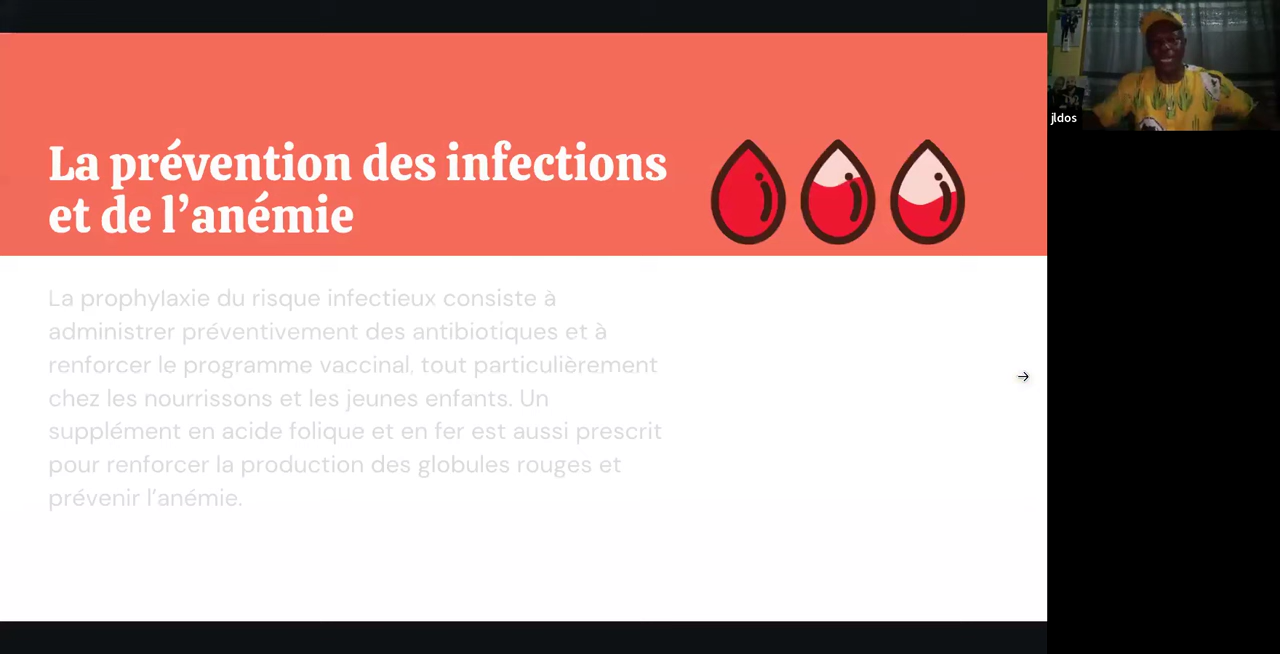 La prévention des infections
et de l’anémie
La prophylaxie du risque infectieux consiste à
administrer préventivement des antibiotiques et à
renforcer le programme vaccinal, tout particulièrement
chez les nourrissons et les jeunes enfants. Un
supplément en acide folique et en fer est aussi prescrit
pour renforcer la production des globules rouges et
prévenir l’anémie.
jldos